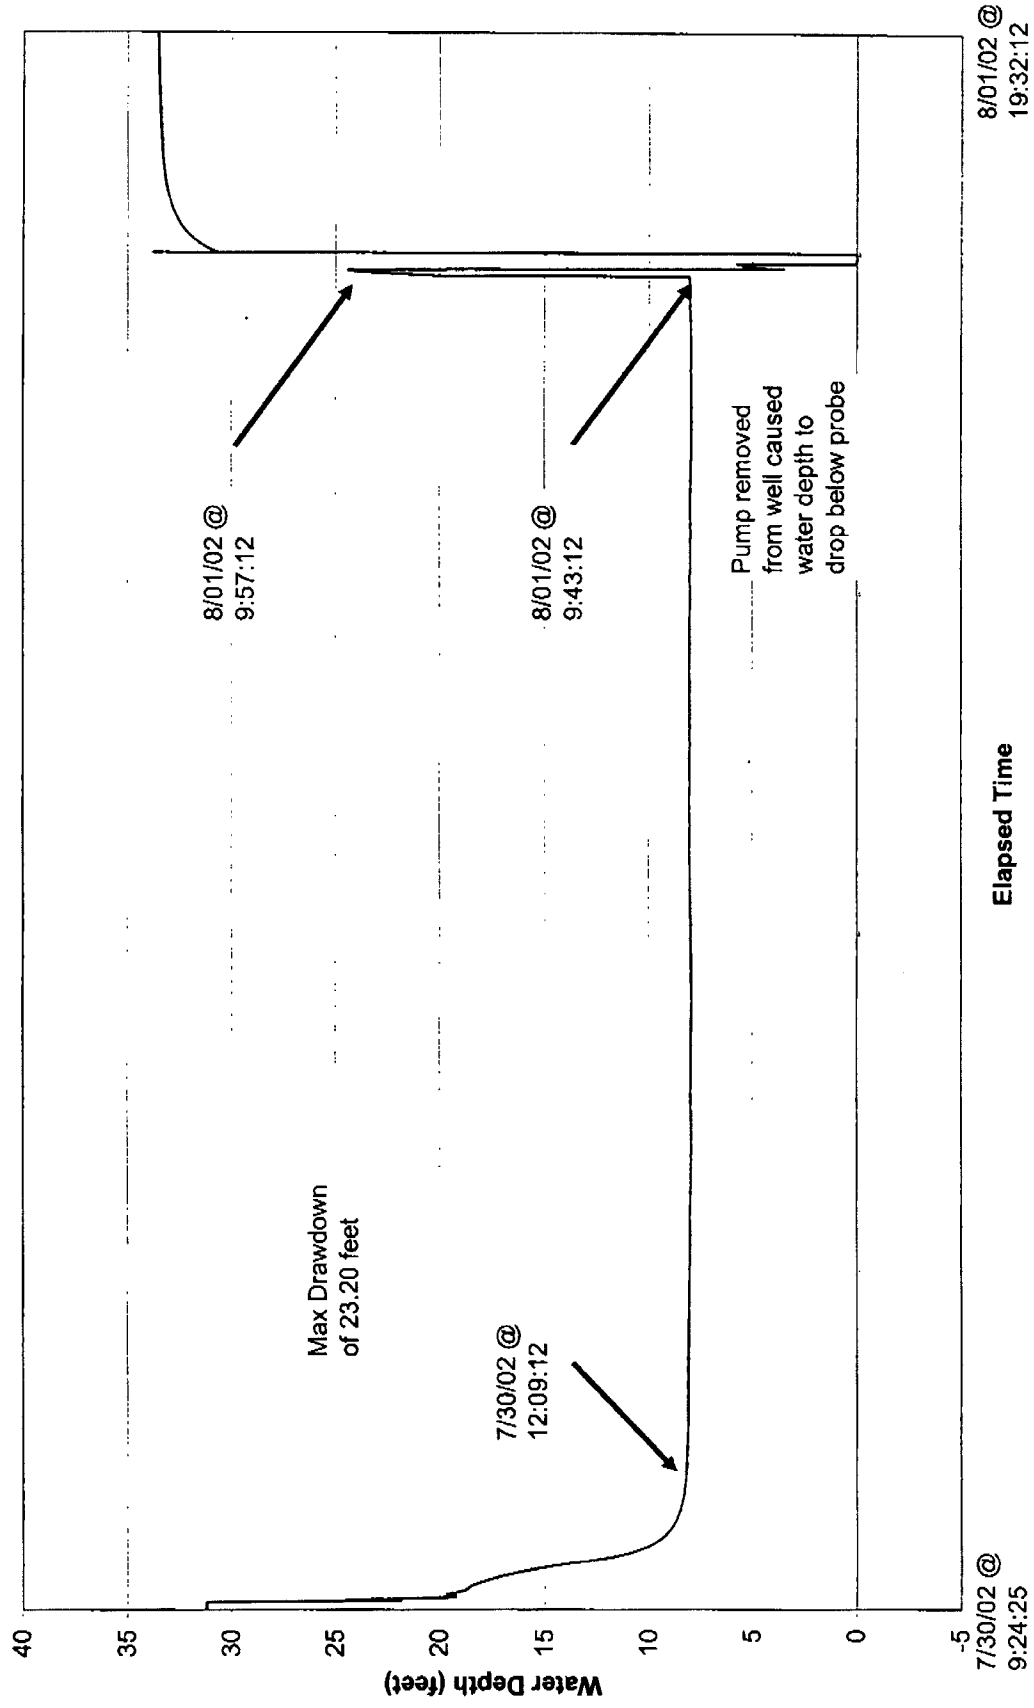 40
35
30
25
20
15
10
5
0
-5
Water Depth (feet)
Max Drawdown
of 23.20 feet
7/30/02 @
12:09:12
8/01/02 @
9:57:12
8/01/02 @
9:43:12
Pump removed
from well caused
water depth to
drop below probe
7/30/02 @
9:24:25
Elapsed Time
8/01/02 @
19:32:12